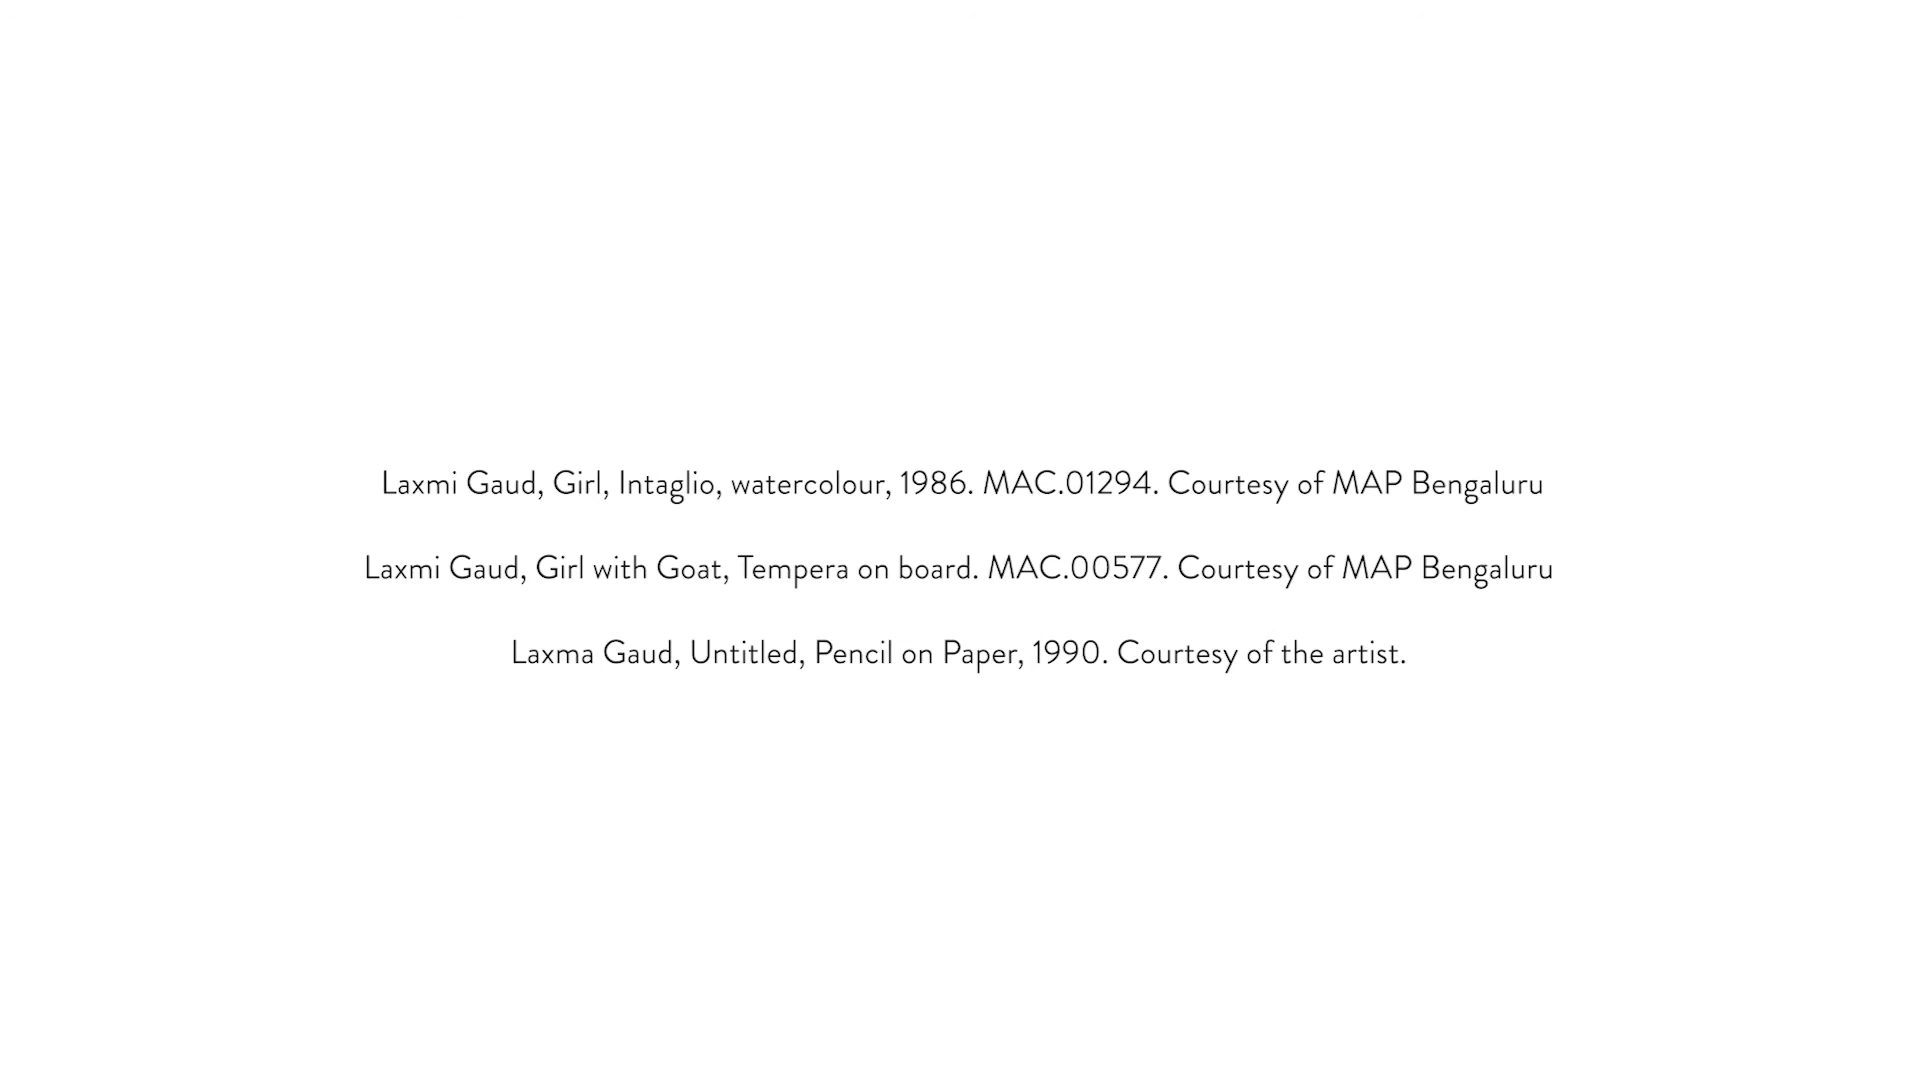 Laxmi Gaud, Girl, Intaglio, watercolour, 1986. MAC.01294. Courtesy of MAP Bengaluru
Laxmi Gaud, Girl with Goat, Tempera on board. MAC.00577. Courtesy of MAP Bengaluru
Laxma Gaud, Untitled, Pencil on Paper, 1990. Courtesy of the artist.